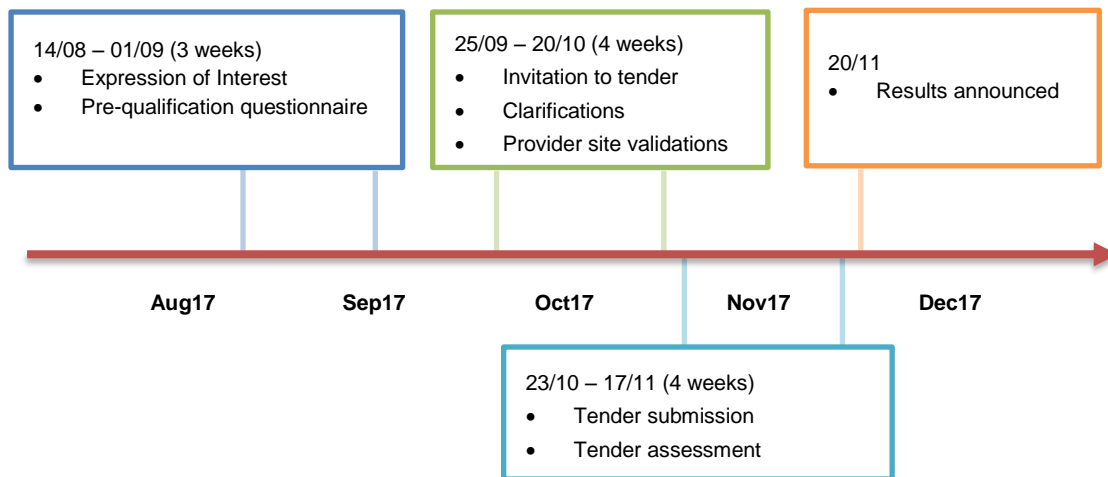 14/08 – 01/09 (3 weeks)
• Expression of Interest
• Pre-qualification questionnaire
25/09 – 20/10 (4 weeks)
• Invitation to tender
• Clarifications
• Provider site validations
20/11
• Results announced
Aug17 Sep17 Oct17 Nov17 Dec17
23/10 – 17/11 (4 weeks)
• Tender submission
• Tender assessment